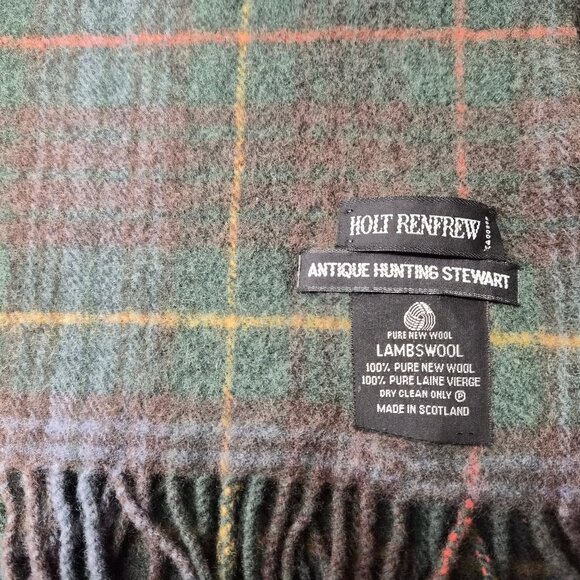 HOLT RENFREW
ANTIQUE HUNTING STEWART
PURE NEW WOOL
LAMBSWOOL
100% PURE NEW WOOL
100% PURE LAINE VIERGE
DRY CLEAN ONLY Ⓟ
MADE IN SCOTLAND